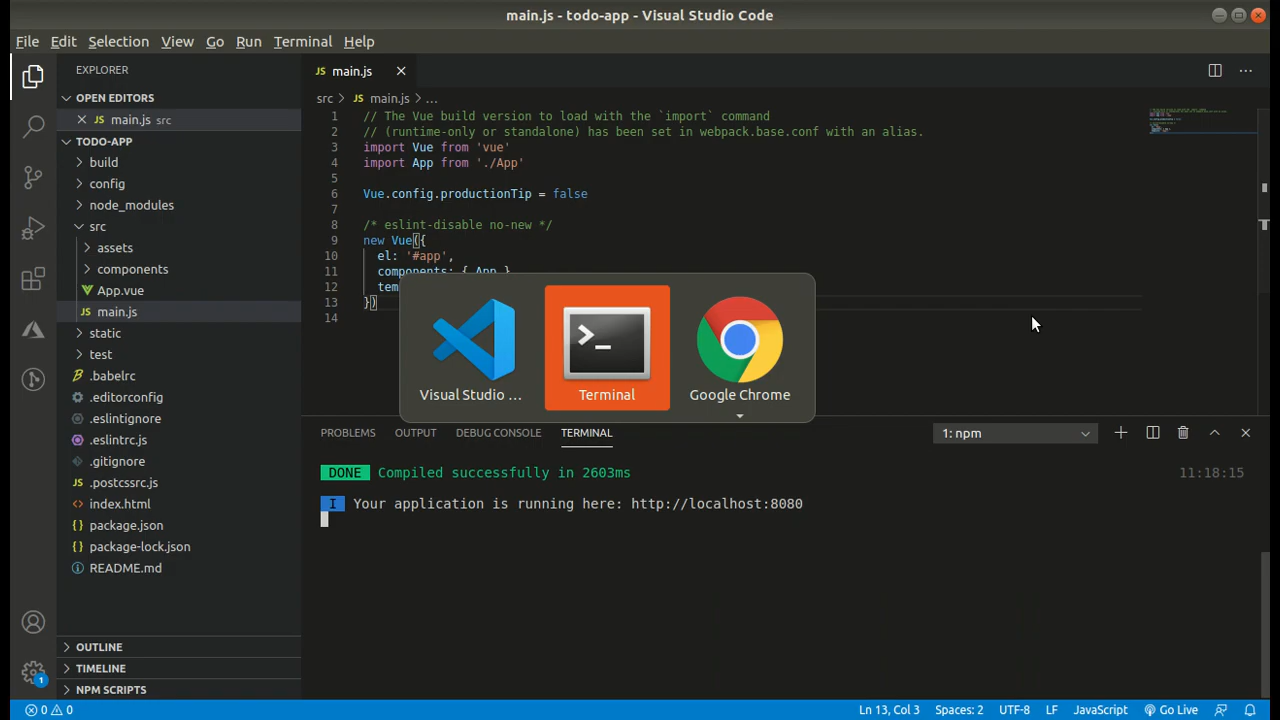 main.js - todo-app - Visual Studio Code
File Edit Selection View Go Run Terminal Help
EXPLORER
OPEN EDITORS
JS main.js src
TODO-APP
build
config
node_modules
src
assets
components
App.vue
JS main.js
static
test
.babelrc
.editorconfig
.eslintignore
.eslintrc.js
.gitignore
.postcssrc.js
index.html
{} package.json
{} package-lock.json
README.md
OUTLINE
TIMELINE
NPM SCRIPTS
JS main.js
src > JS main.js > ...
1 // The Vue build version to load with the `import` command
2 // (runtime-only or standalone) has been set in webpack.base.conf with an alias.
3 import Vue from 'vue'
4 import App from './App'
5
6 Vue.config.productionTip = false
7
8 /* eslint-disable no-new */
9 new Vue({
10 el: '#app',
11 components: { App }
12 tem
13 })
14
Visual Studio ...
Terminal
Google Chrome
PROBLEMS OUTPUT DEBUG CONSOLE TERMINAL
1: npm
DONE Compiled successfully in 2603ms 11:18:15
I Your application is running here: http://localhost:8080
1
0 0 Ln 13, Col 3 Spaces: 2 UTF-8 LF JavaScript Go Live